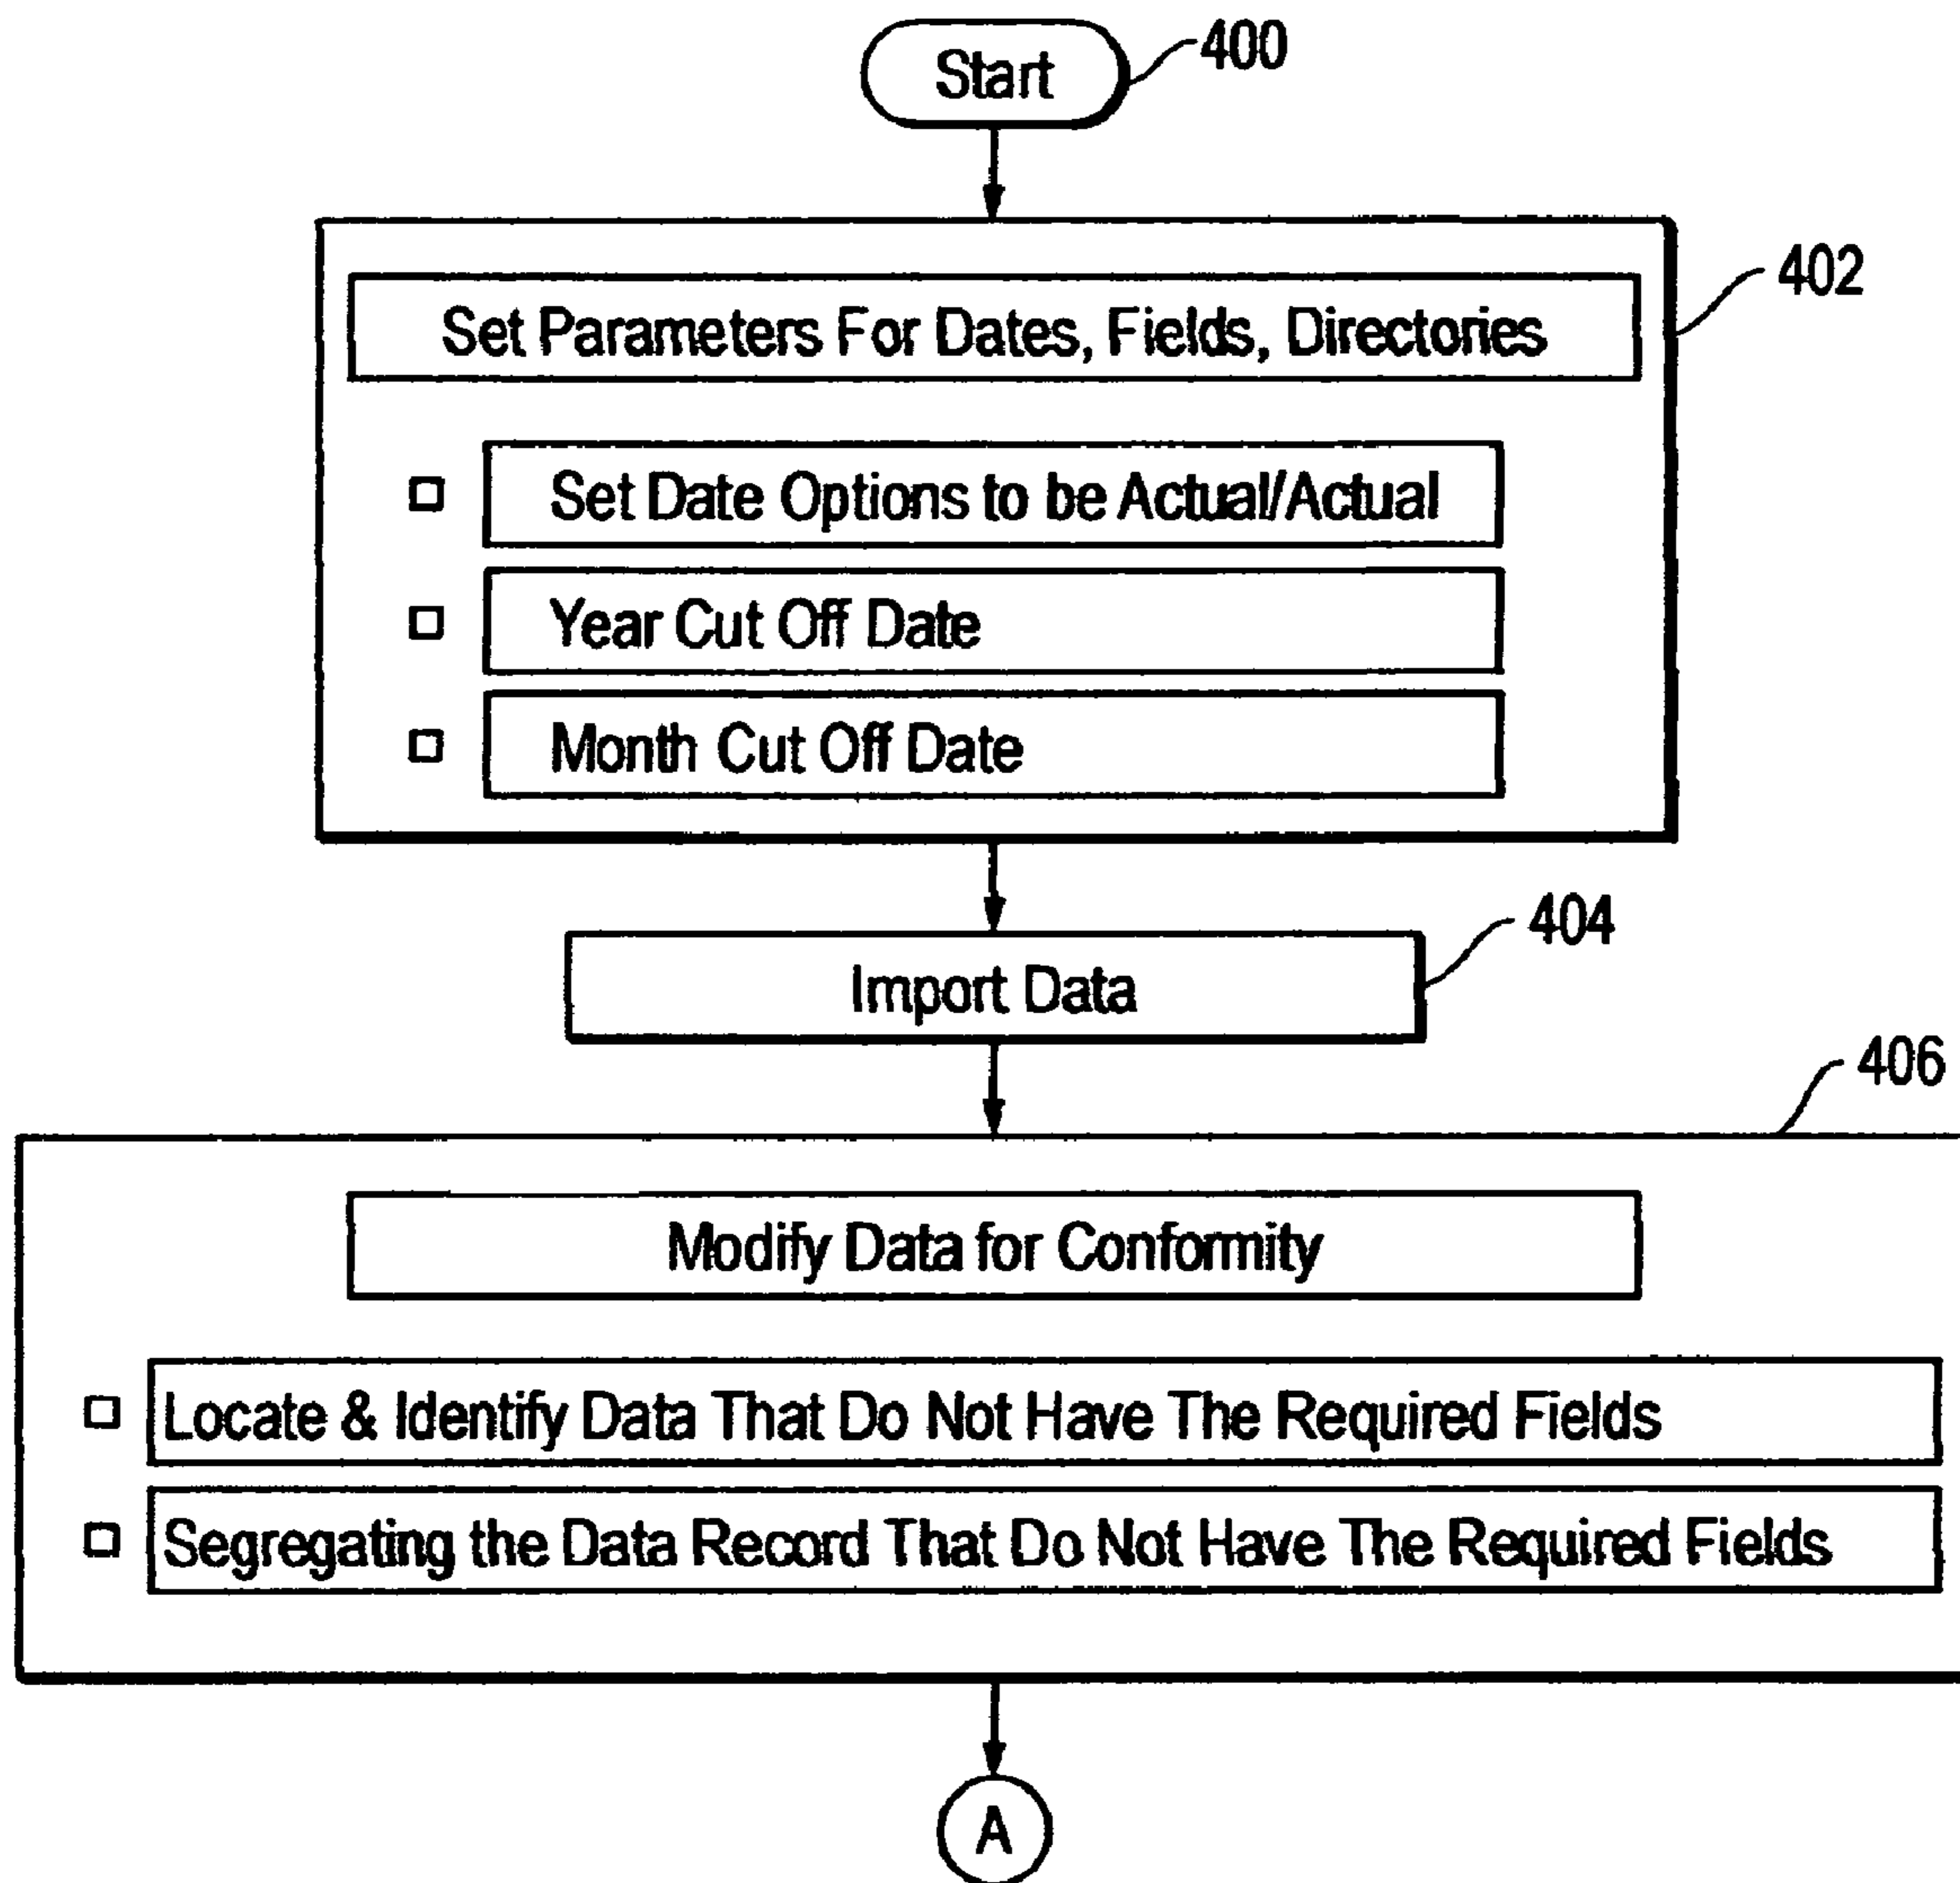 Start
400
402
Set Parameters For Dates, Fields, Directories
Set Date Options to be Actual/Actual
Year Cut Off Date
Month Cut Off Date
404
Import Data
406
Modify Data for Conformity
Locate & Identify Data That Do Not Have The Required Fields
Segregating the Data Record That Do Not Have The Required Fields
A